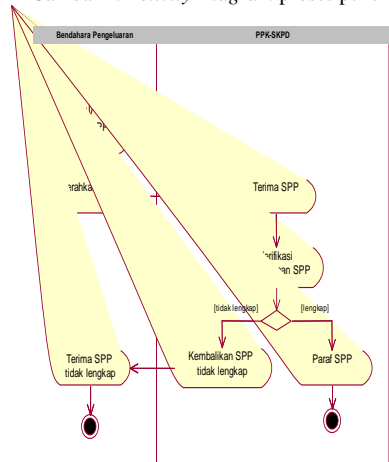 Bendahara Pengeluaran
PPK-SKPD
Terima SPP
SPP
[tidak lengkap]
[lengkap]
Terima SPP
tidak lengkap
Kembalikan SPP
tidak lengkap
Paraf SPP